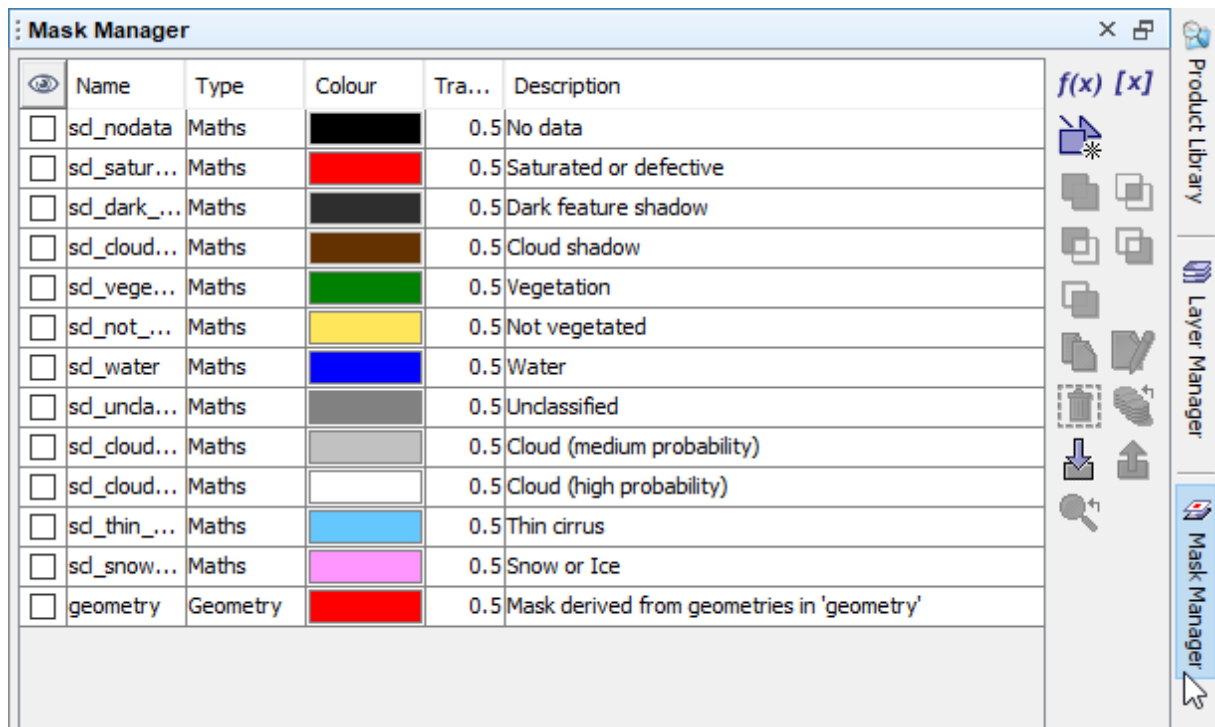 Mask Manager
Name Type Colour Tra... Description
scl_nodata Maths 0.5 No data
scl_satur... Maths 0.5 Saturated or defective
scl_dark_... Maths 0.5 Dark feature shadow
scl_cloud... Maths 0.5 Cloud shadow
scl_vege... Maths 0.5 Vegetation
scl_not_... Maths 0.5 Not vegetated
scl_water Maths 0.5 Water
scl_uncla... Maths 0.5 Unclassified
scl_cloud... Maths 0.5 Cloud (medium probability)
scl_cloud... Maths 0.5 Cloud (high probability)
scl_thin_... Maths 0.5 Thin cirrus
scl_snow... Maths 0.5 Snow or Ice
geometry Geometry 0.5 Mask derived from geometries in 'geometry'
f(x) [x]
Product Library
Layer Manager
Mask Manager